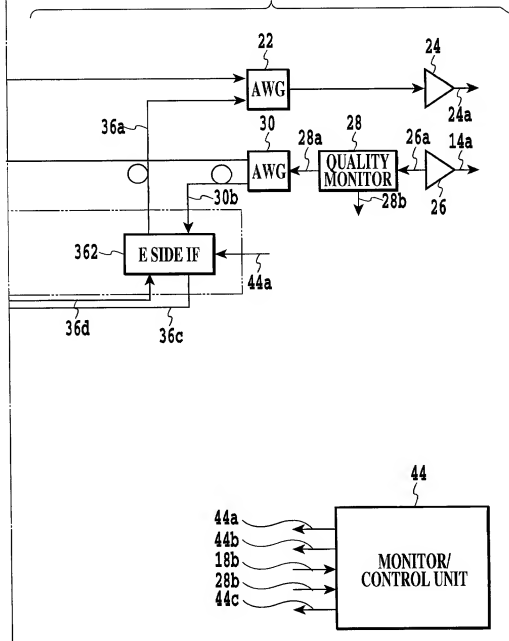 22
24
AWG
24a
36a
30
28
26a
14a
28a
AWG
QUALITY
MONITOR
30b
28b
26
362
E SIDE IF
44a
36d
36c
44
44a
44b
18b
28b
44c
MONITOR/
CONTROL UNIT